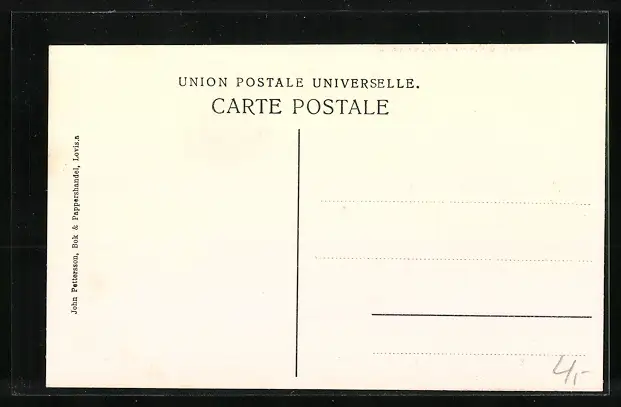 UNION POSTALE UNIVERSELLE.
CARTE POSTALE
John Pettersson, Bok & Pappershandel, Lovisa
4,-